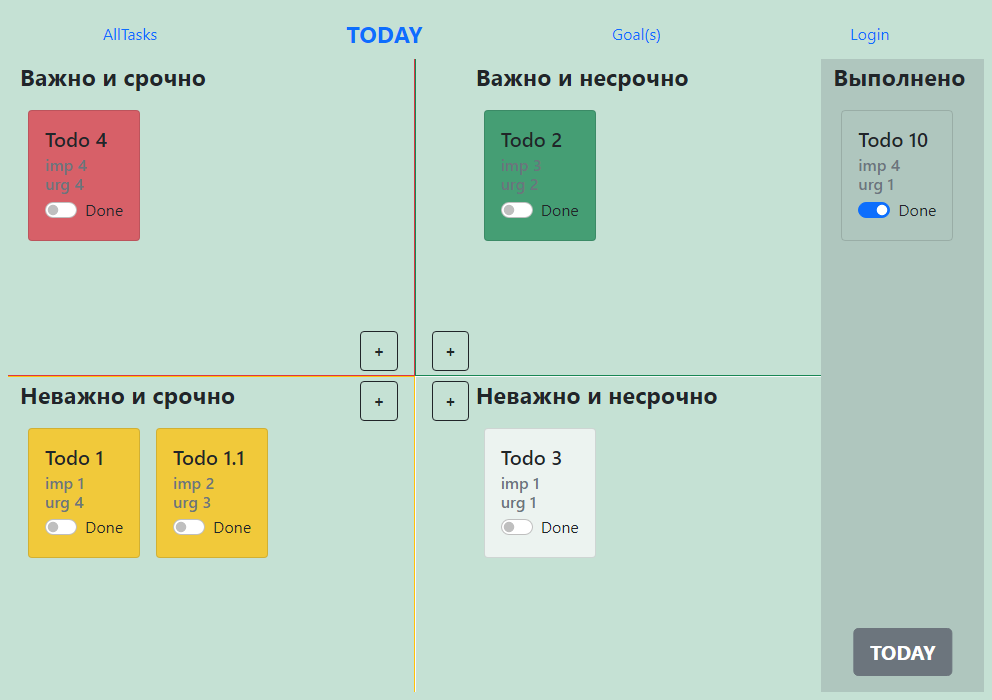 AllTasks
TODAY
Goal(s)
Login
Важно и срочно
Todo 4
imp 4
urg 4
Done
+
Важно и несрочно
Todo 2
imp 3
urg 2
Done
+
Выполнено
Todo 10
imp 4
urg 1
Done
Неважно и срочно
+
Todo 1
imp 1
urg 4
Done
Todo 1.1
imp 2
urg 3
Done
+
Неважно и несрочно
Todo 3
imp 1
urg 1
Done
TODAY